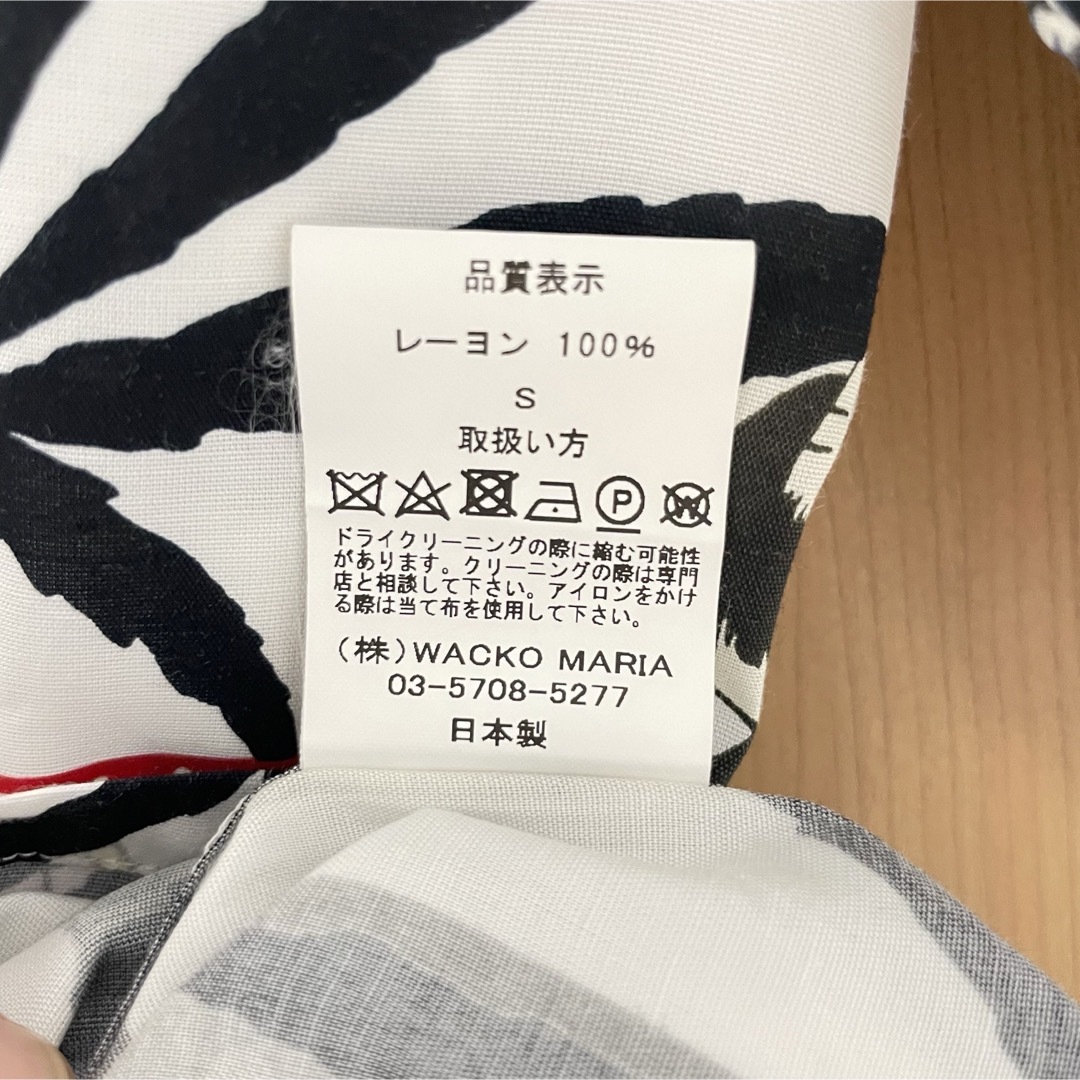 品質表示
レーヨン 100%
S
取扱い方
P W
ドライクリーニングの際に縮む可能性
があります。クリーニングの際は専門
店と相談して下さい。アイロンをかけ
る際は当て布を使用して下さい。
(株)WACKO MARIA
03-5708-5277
日本製